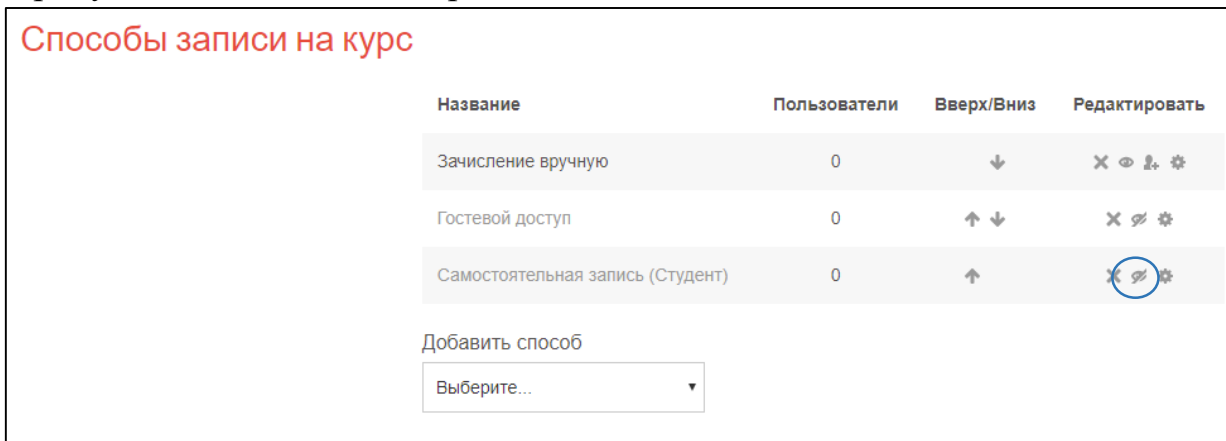 Способы записи на курс
Название Пользователи Вверх/Вниз Редактировать
Зачисление вручную 0
Гостевой доступ 0
Самостоятельная запись (Студент) 0
Добавить способ
Выберите...